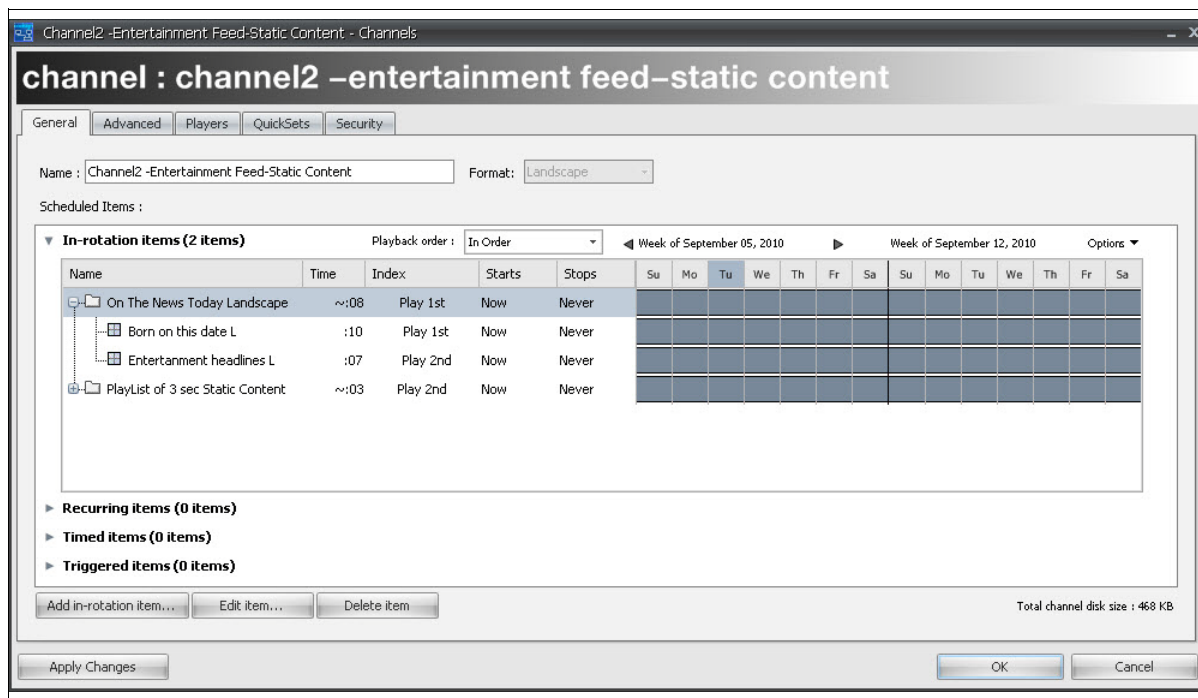 Channel2 -Entertainment Feed-Static Content - Channels
channel : channel2 –entertainment feed–static content
General Advanced Players QuickSets Security
Name : Channel2 -Entertainment Feed-Static Content Format: Landscape
Scheduled Items :
In-rotation items (2 items) Playback order : In Order Week of September 05, 2010 Week of September 12, 2010 Options
Name Time Index Starts Stops Su Mo Tu We Th Fr Sa Su Mo Tu We Th Fr Sa
On The News Today Landscape ~:08 Play 1st Now Never
Born on this date L :10 Play 1st Now Never
Entertanment headlines L :07 Play 2nd Now Never
PlayList of 3 sec Static Content ~:03 Play 2nd Now Never
Recurring items (0 items)
Timed items (0 items)
Triggered items (0 items)
Add in-rotation item... Edit item... Delete item Total channel disk size : 468 KB
Apply Changes OK Cancel